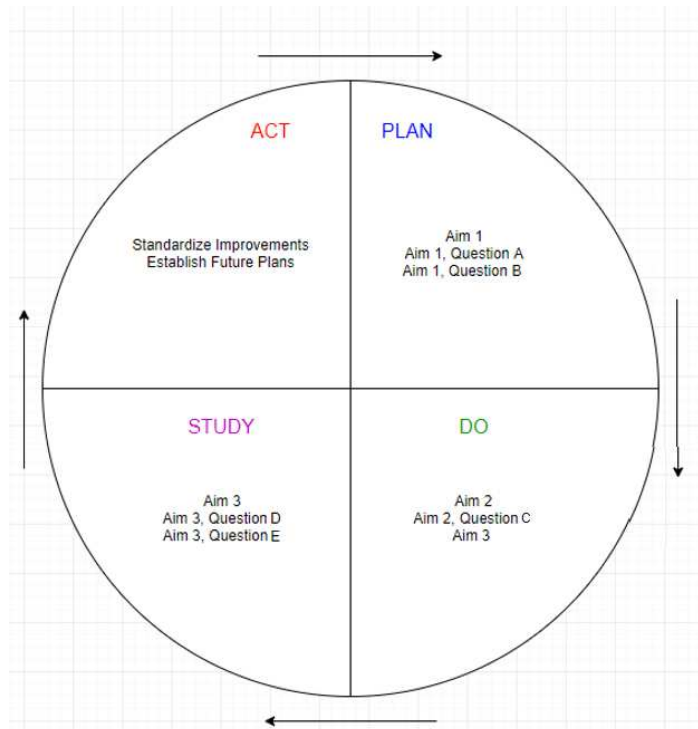 ACT
PLAN
Standardize Improvements
Establish Future Plans
Aim 1
Aim 1, Question A
Aim 1, Question B
STUDY
DO
Aim 3
Aim 3, Question D
Aim 3, Question E
Aim 2
Aim 2, Question C
Aim 3